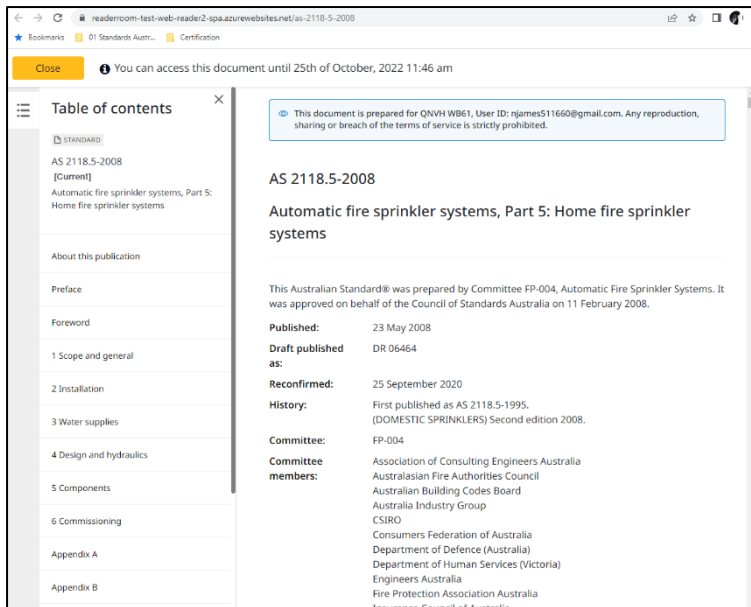 readerroom-test-web-reader2-spa.azurewebsites.net/as-2118-5-2008
Bookmarks 01 Standards Austr... Certification
Close You can access this document until 25th of October, 2022 11:46 am
Table of contents
STANDARD
AS 2118.5-2008
[Current]
Automatic fire sprinkler systems, Part 5:
Home fire sprinkler systems
About this publication
Preface
Foreword
1 Scope and general
2 Installation
3 Water supplies
4 Design and hydraulics
5 Components
6 Commissioning
Appendix A
Appendix B
This document is prepared for QNVH WB61, User ID: njames511660@gmail.com. Any reproduction,
sharing or breach of the terms of service is strictly prohibited.
AS 2118.5-2008
Automatic fire sprinkler systems, Part 5: Home fire sprinkler
systems
This Australian Standard® was prepared by Committee FP-004, Automatic Fire Sprinkler Systems. It
was approved on behalf of the Council of Standards Australia on 11 February 2008.
Published: 23 May 2008
Draft published DR 06464
as:
Reconfirmed: 25 September 2020
History: First published as AS 2118.5-1995.
(DOMESTIC SPRINKLERS) Second edition 2008.
Committee: FP-004
Committee Association of Consulting Engineers Australia
members: Australasian Fire Authorities Council
Australian Building Codes Board
Australia Industry Group
CSIRO
Consumers Federation of Australia
Department of Defence (Australia)
Department of Human Services (Victoria)
Engineers Australia
Fire Protection Association Australia
Insurance Council of Australia